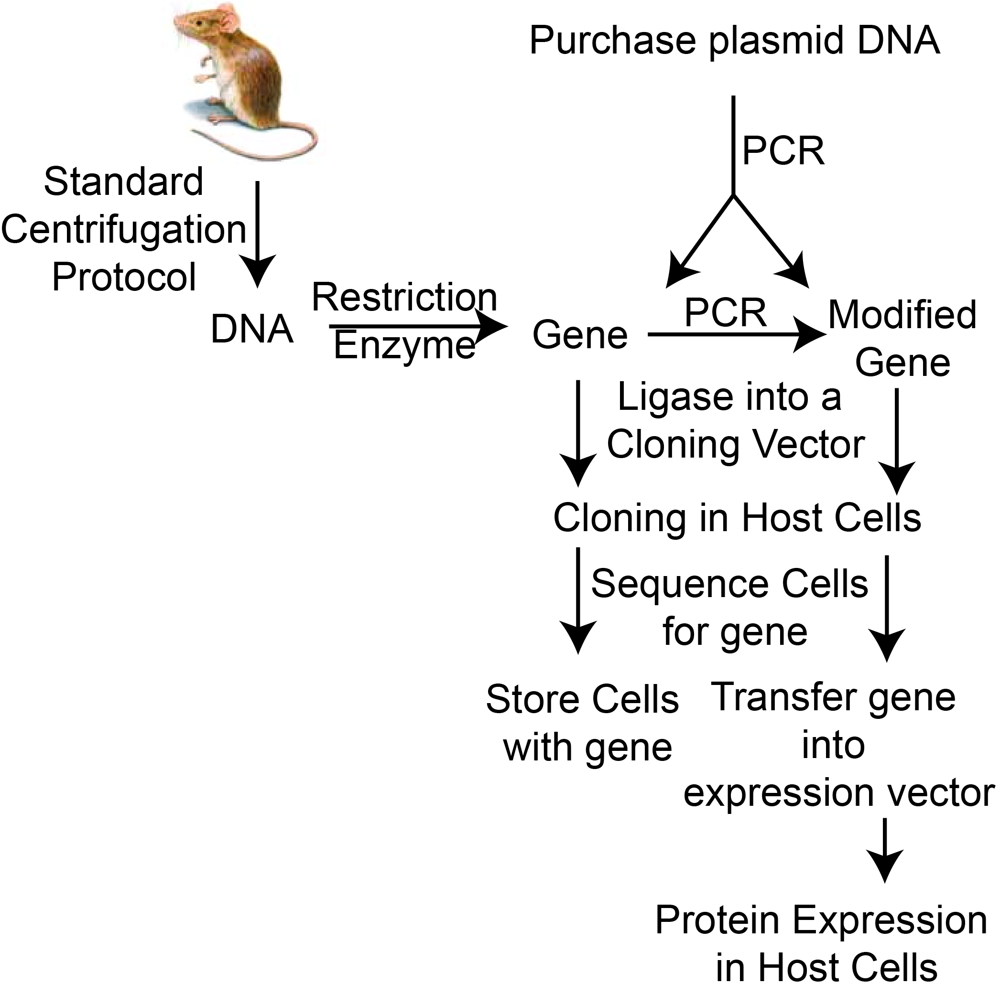 Purchase plasmid DNA
PCR
Standard
Centrifugation
Protocol
DNA
Restriction
Enzyme
Gene
PCR
Modified
Gene
Ligase into a
Cloning Vector
Cloning in Host Cells
Sequence Cells
for gene
Store Cells
with gene
Transfer gene
into
expression vector
Protein Expression
in Host Cells